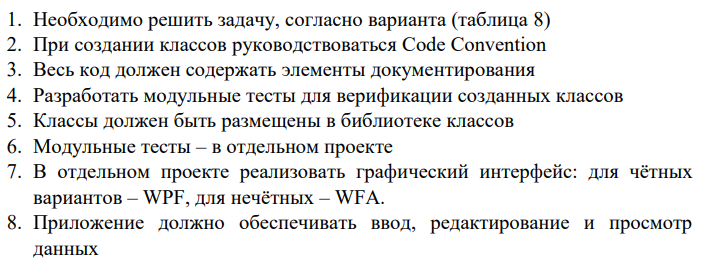 1. Необходимо решить задачу, согласно варианта (таблица 8)
2. При создании классов руководствоваться Code Convention
3. Весь код должен содержать элементы документирования
4. Разработать модульные тесты для верификации созданных классов
5. Классы должен быть размещены в библиотеке классов
6. Модульные тесты – в отдельном проекте
7. В отдельном проекте реализовать графический интерфейс: для чётных
вариантов – WPF, для нечётных – WFA.
8. Приложение должно обеспечивать ввод, редактирование и просмотр
данных